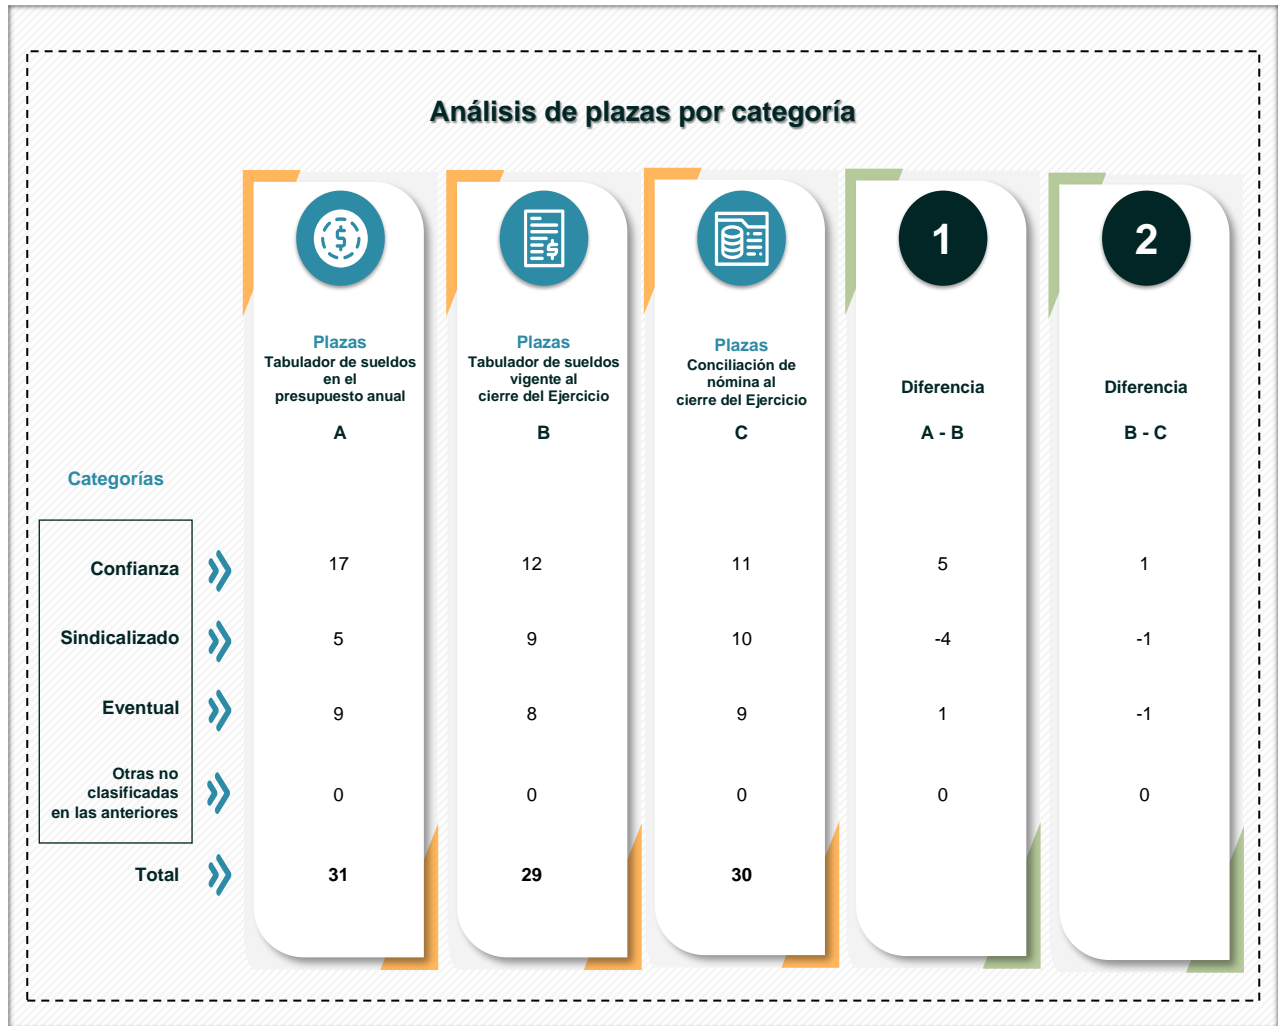 Análisis de plazas por categoría
1
2
Plazas
Tabulador de sueldos
en el
presupuesto anual
A
Plazas
Tabulador de sueldos
vigente al
cierre del Ejercicio
B
Plazas
Conciliación de
nómina al
cierre del Ejercicio
C
Diferencia
A - B
Diferencia
B - C
Categorías
Confianza 17 12 11 5 1
Sindicalizado 5 9 10 -4 -1
Eventual 9 8 9 1 -1
Otras no
clasificadas
en las anteriores 0 0 0 0 0
Total 31 29 30